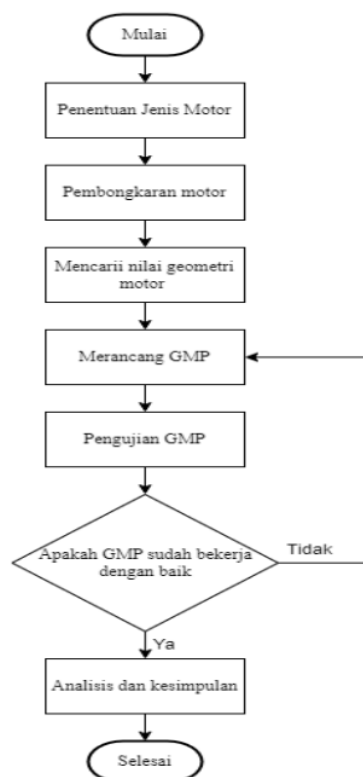 Mulai
Penentuan Jenis Motor
Pembongkaran motor
Mencarii nilai geometri
motor
Merancang GMP
Pengujian GMP
Apakah GMP sudah bekerja
dengan baik
Tidak
Ya
Analisis dan kesimpulan
Selesai